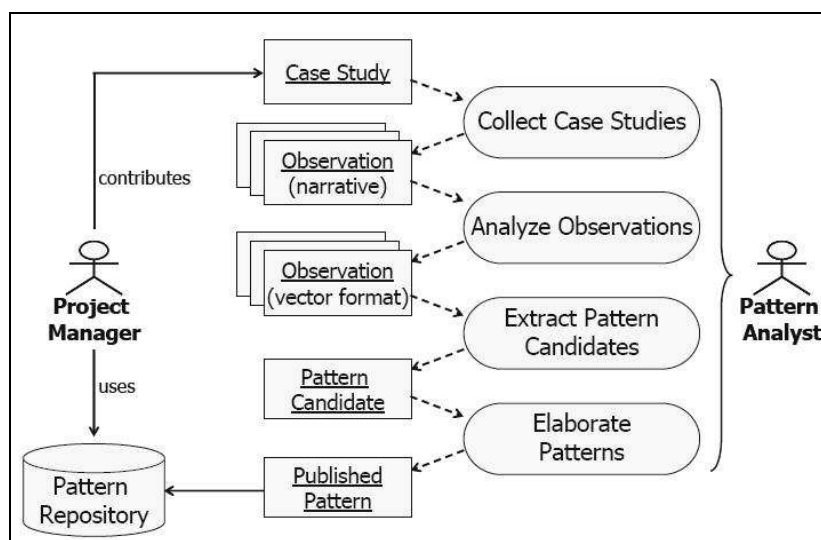 Case Study
Collect Case Studies
contributes
Observation
(narrative)
Analyze Observations
Observation
(vector format)
Project
Manager
Extract Pattern
Candidates
Pattern
Analyst
uses
Pattern
Candidate
Elaborate
Patterns
Pattern
Repository
Published
Pattern